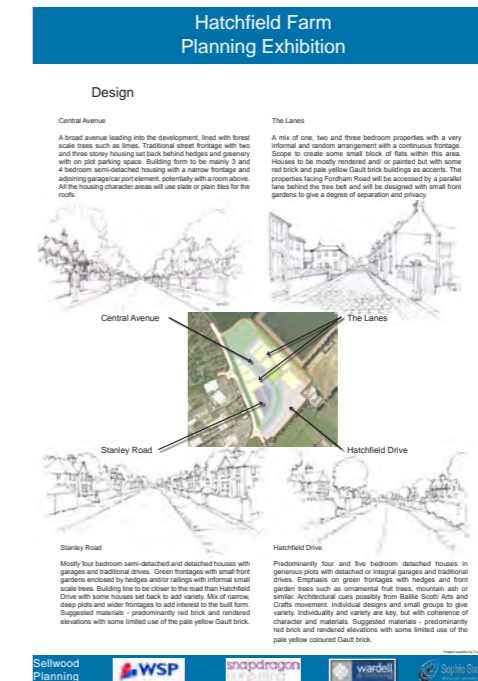 Hatchfield Farm
Planning Exhibition
Design
Central Avenue
A broad avenue leading into the development, lined with forest
scale trees such as limes. Traditional street frontage with two
and three storey housing set back behind hedges and greenery
with on plot parking space. Building form to be mainly 3 and
4 bedroom semi-detached housing with a narrow frontage and
adjoining garage/car port element, potentially with a room above.
All the housing character areas will use slate or plain tiles for the
roofs.
The Lanes
A mix of one, two and three bedroom properties with a very
informal and random arrangement with a continuous frontage.
Scope to create some small block of flats within this area.
Houses to be mostly rendered and/ or painted but with some
red brick and pale yellow Gault brick buildings as accents. The
properties facing Fordham Road will be accessed by a parallel
lane behind the tree belt and will be designed with small front
gardens to give a degree of separation and privacy.
Central Avenue
The Lanes
Stanley Road
Hatchfield Drive
Stanley Road
Mostly four bedroom semi-detached and detached houses with
garages and traditional drives. Green frontages with small front
gardens enclosed by hedges and/or railings with informal small
scale trees. Building line to be closer to the road than Hatchfield
Drive with some houses set back to add variety. Mix of narrow,
deep plots and wider frontages to add interest to the built form.
Suggested materials - predominantly red brick and rendered
elevations with some limited use of the pale yellow Gault brick.
Hatchfield Drive
Predominantly four and five bedroom detached houses in
generous plots with detached or integral garages and traditional
drives. Emphasis on green frontages with hedges and front
garden trees such as ornamental fruit trees, mountain ash or
similar. Architectural cues possibly from Baillie Scott/ Arts and
Crafts movement. Individual designs and small groups to give
variety. Individuality and variety are key, but with coherence of
character and materials. Suggested materials - predominantly
red brick and rendered elevations with some limited use of the
pale yellow coloured Gault brick.
Images supplied by
Sellwood
Planning
WSP
snapdragon
wardell
Sophie